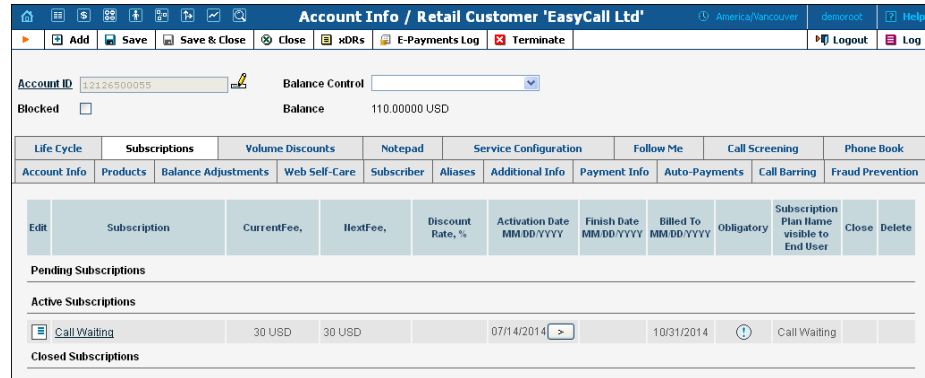 Account Info / Retail Customer 'EasyCall Ltd' America/Vancouver demoroot ? Help
Add Save Save & Close Close xDRs E-Payments Log Terminate Logout Log
Account ID 12126500055 Balance Control
Blocked Balance 110.00000 USD
Life Cycle Subscriptions Volume Discounts Notepad Service Configuration Follow Me Call Screening Phone Book
Account Info Products Balance Adjustments Web Self-Care Subscriber Aliases Additional Info Payment Info Auto-Payments Call Barring Fraud Prevention
Edit Subscription CurrentFee, NextFee, Discount Rate, % Activation Date MM/DD/YYYY Finish Date MM/DD/YYYY Billed To MM/DD/YYYY Obligatory Subscription Plan Name visible to End User Close Delete
Pending Subscriptions
Active Subscriptions
Call Waiting 30 USD 30 USD 07/14/2014 > 10/31/2014 Call Waiting
Closed Subscriptions